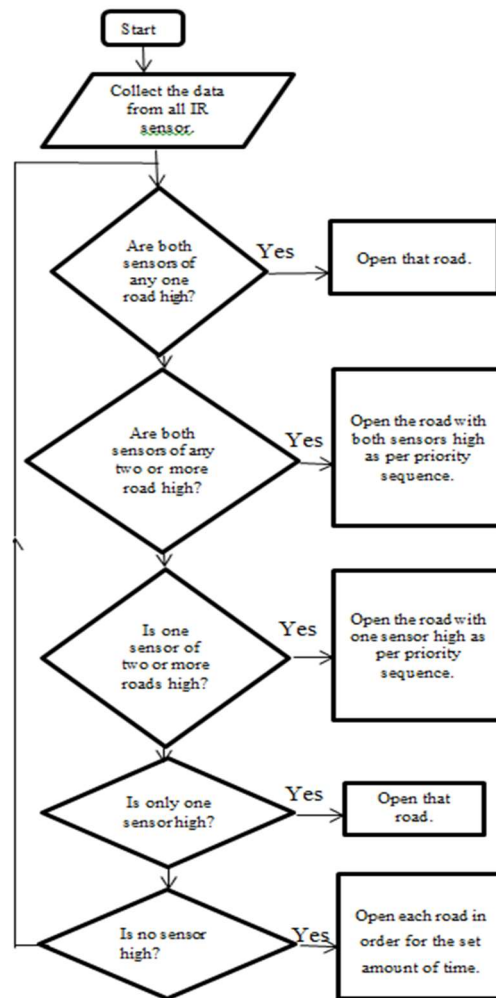 Start
Collect the data
from all IR
sensor.
Are both
sensors of
any one
road high?
Yes
Open that road.
Are both
sensors of any
two or more
road high?
Yes
Open the road with
both sensors high
as per priority
sequence.
Is one
sensor of
two or more
roads high?
Yes
Open the road with
one sensor high as
per priority
sequence.
Is only one
sensor high?
Yes
Open that
road.
Is no sensor
high?
Yes
Open each road in
order for the set
amount of time.